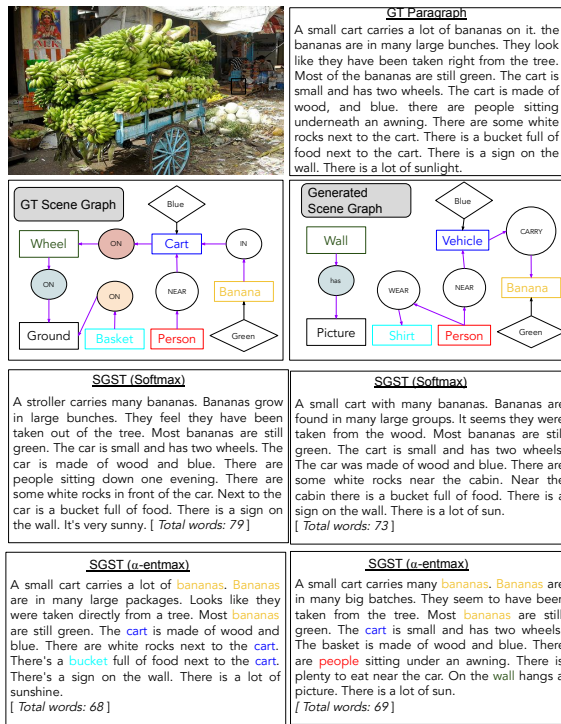 GT Paragraph
A small cart carries a lot of bananas on it. the
bananas are in many large bunches. They look
like they have been taken right from the tree.
Most of the bananas are still green. The cart is
small and has two wheels. The cart is made of
wood, and blue. there are people sitting
underneath an awning. There are some white
rocks next to the cart. There is a bucket full of
food next to the cart. There is a sign on the
wall. There is a lot of sunlight.
GT Scene Graph
Blue
Wheel
ON
Cart
IN
ON
ON
NEAR
Banana
Ground
Basket
Person
Green
Generated
Scene Graph
Blue
Wall
Vehicle
CARRY
has
WEAR
NEAR
Banana
Picture
Shirt
Person
Green
SGST (Softmax)
A stroller carries many bananas. Bananas grow
in large bunches. They feel they have been
taken out of the tree. Most bananas are still
green. The car is small and has two wheels. The
car is made of wood and blue. There are
people sitting down one evening. There are
some white rocks in front of the car. Next to the
car is a bucket full of food. There is a sign on
the wall. It's very sunny. [ Total words: 79 ]
SGST (Softmax)
A small cart with many bananas. Bananas are
found in many large groups. It seems they were
taken from the wood. Most bananas are still
green. The cart is small and has two wheels.
The car was made of wood and blue. There are
some white rocks near the cabin. Near the
cabin there is a bucket full of food. There is a
sign on the wall. There is a lot of sun.
[ Total words: 73 ]
SGST (α-entmax)
A small cart carries a lot of bananas. Bananas
are in many large packages. Looks like they
were taken directly from a tree. Most bananas
are still green. The cart is made of wood and
blue. There are white rocks next to the cart.
There's a bucket full of food next to the cart.
There's a sign on the wall. There is a lot of
sunshine.
[ Total words: 68 ]
SGST (α-entmax)
A small cart carries many bananas. Bananas are
in many big batches. They seem to have been
taken from the tree. Most bananas are still
green. The cart is small and has two wheels.
The basket is made of wood and blue. There
are people sitting under an awning. There is
plenty to eat near the car. On the wall hangs a
picture. There is a lot of sun.
[ Total words: 69 ]